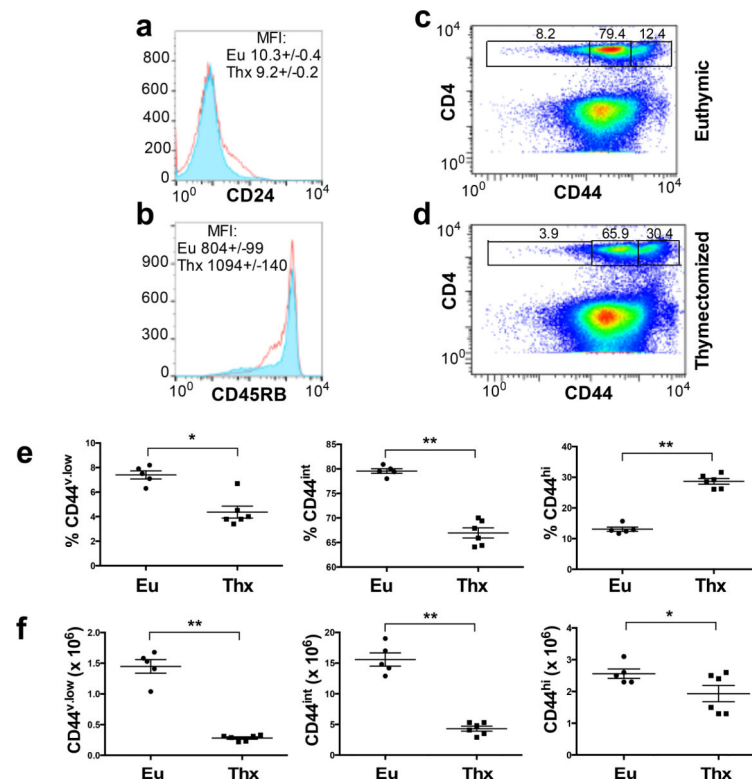 a
MFI:
Eu 10.3+/-0.4
Thx 9.2+/-0.2
800
600
400
200
0
10⁰
10⁴
CD24
b
MFI:
Eu 804+/-99
Thx 1094+/-140
900
600
300
0
10⁰
10⁴
CD45RB
c
8.2 79.4 12.4
10⁴
CD4
10⁰
10⁰
10⁴
CD44
Euthymic
d
3.9 65.9 30.4
10⁴
CD4
10⁰
10⁰
10⁴
CD44
Thymectomized
e
% CD44ᵛ·ˡᵒʷ
10
8
6
4
2
0
*
Eu Thx
% CD44ⁱⁿᵗ
85
80
75
70
65
60
**
Eu Thx
% CD44ʰⁱ
40
30
20
10
0
**
Eu Thx
f
CD44ᵛ·ˡᵒʷ (x 10⁶)
2.0
1.5
1.0
0.5
0.0
**
Eu Thx
CD44ⁱⁿᵗ (x 10⁶)
20
15
10
5
0
**
Eu Thx
CD44ʰⁱ (x 10⁶)
4
3
2
1
0
*
Eu Thx